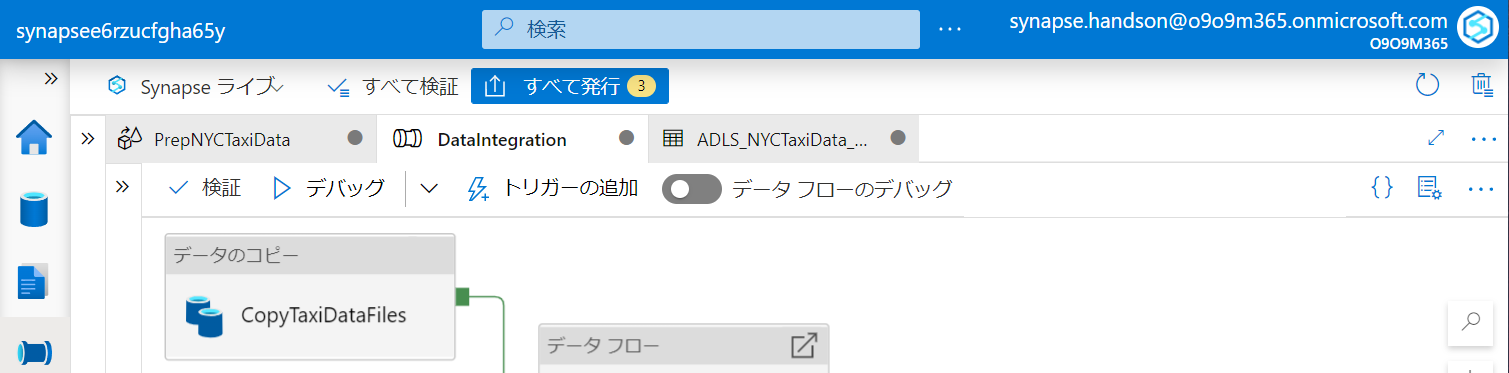 synapsee6rzucfgha65y
検索
synapse.handson@o9o9m365.onmicrosoft.com
O9O9M365
Synapse ライブ
すべて検証
すべて発行 3
PrepNYCTaxiData
DataIntegration
ADLS_NYCTaxiData_...
検証
デバッグ
トリガーの追加
データ フローのデバッグ
データのコピー
CopyTaxiDataFiles
データ フロー